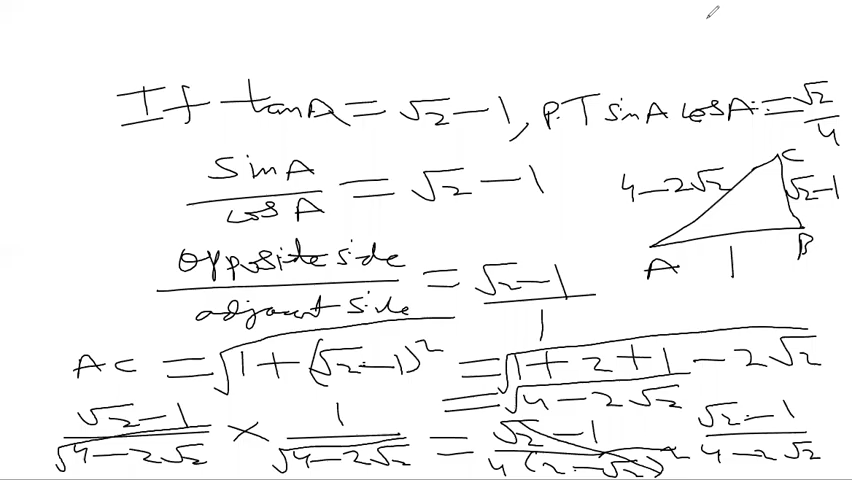 If tanA = √2 - 1, P.T sinA cosA = √2/4
sinA/cosA = √2 - 1
4 - 2√2
C
√2 - 1
A
1
B
opposite side/adjacent side = √2 - 1/1
AC = √1 + (√2 - 1)² = √1 + 2 + 1 - 2√2
= √4 - 2√2
√2 - 1/√4 - 2√2 × 1/√4 - 2√2 = √2 - 1/4(2 - √2)² √2 - 1/4 - 2√2